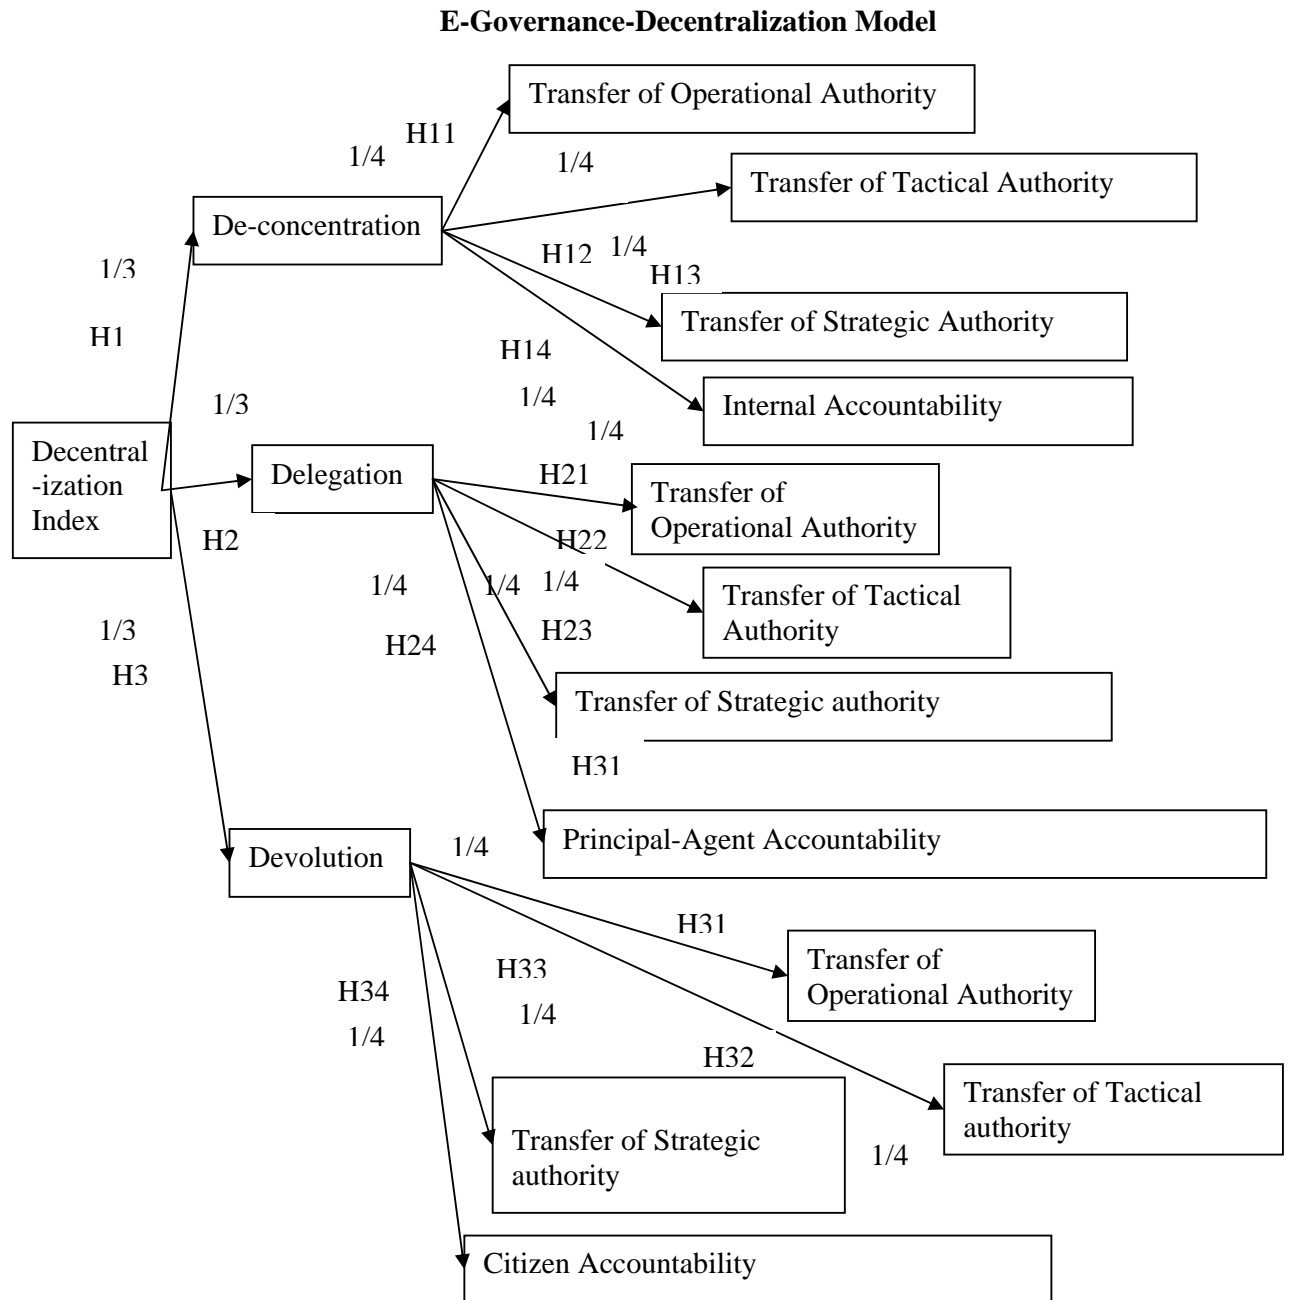 E-Governance-Decentralization Model
Transfer of Operational Authority
H11
1/4
1/4
Transfer of Tactical Authority
De-concentration
H12
1/4
H13
1/3
Transfer of Strategic Authority
H1
H14
1/4
Internal Accountability
1/3
1/4
Decentral
-ization
Index
Delegation
H21
Transfer of
Operational Authority
H2
H22
1/4
1/4
1/4
Transfer of Tactical
Authority
1/3
H24
H23
H3
Transfer of Strategic authority
H31
Principal-Agent Accountability
Devolution
1/4
H31
Transfer of
Operational Authority
H33
H34
1/4
1/4
H32
Transfer of Tactical
authority
Transfer of Strategic
authority
1/4
Citizen Accountability